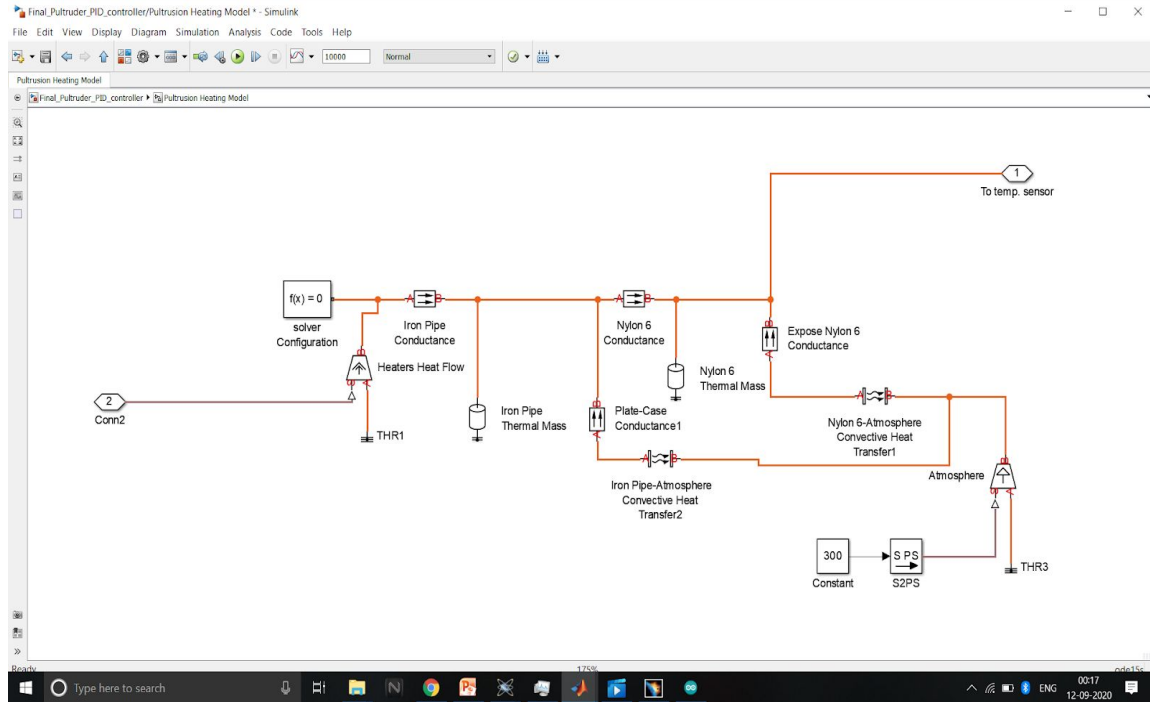 Final_Pultruder_PID_controller/Pultrusion Heating Model * - Simulink
File Edit View Display Diagram Simulation Analysis Code Tools Help
10000 Normal
Pultrusion Heating Model
Final_Pultruder_PID_controller Pultrusion Heating Model
1
To temp. sensor
f(x) = 0
solver
Configuration
A B
Iron Pipe
Conductance
A B
Nylon 6
Conductance
B
A
Expose Nylon 6
Conductance
B
S A
Heaters Heat Flow
2
Conn2
THR1
Iron Pipe
Thermal Mass
B
A
Plate-Case
Conductance1
Nylon 6
Thermal Mass
A B
Nylon 6-Atmosphere
Convective Heat
Transfer1
A B
Iron Pipe-Atmosphere
Convective Heat
Transfer2
Atmosphere
B
S A
300
Constant
S PS
S2PS
THR3
Ready 175% ode15s
Type here to search
ENG
00:17
12-09-2020